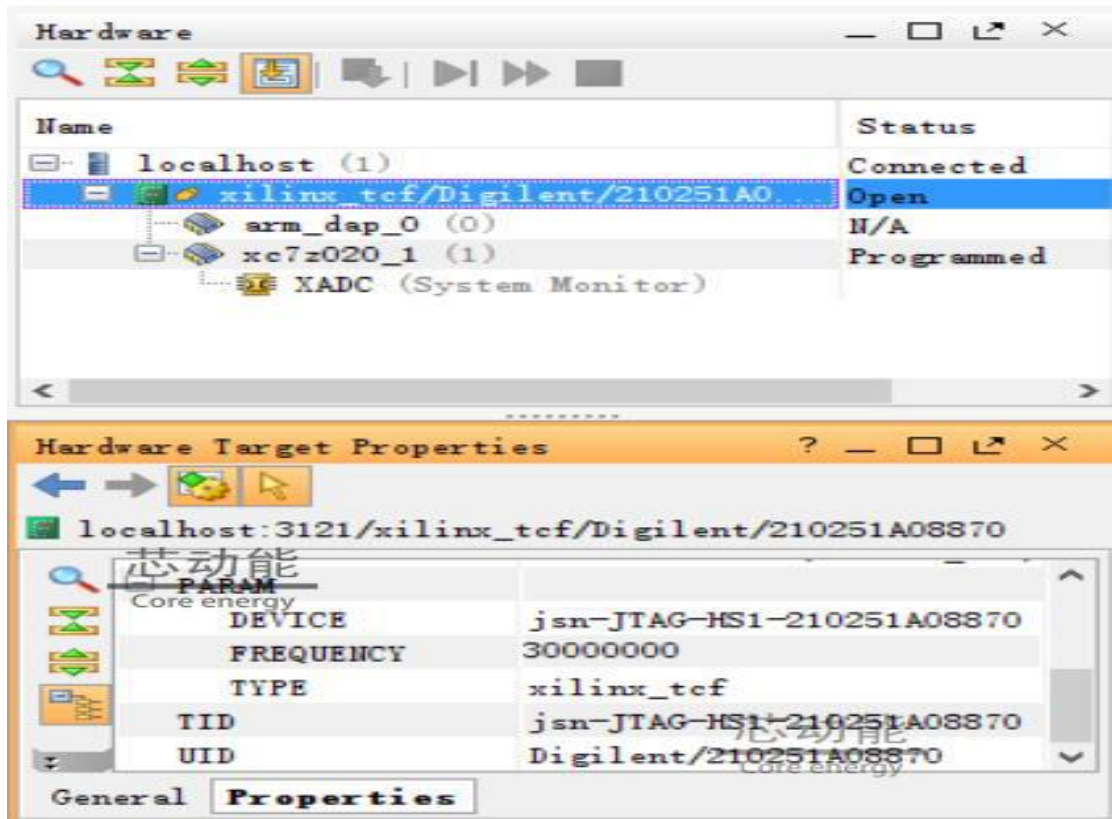 Hardware
Name Status
localhost (1) Connected
xilinx_tcf/Digilent/210251A0... Open
arm_dap_0 (0) N/A
xc7z020_1 (1) Programmed
XADC (System Monitor)
Hardware Target Properties
localhost:3121/xilinx_tcf/Digilent/210251A08870
芯动能
PARAM
Core energy
DEVICE jsn-JTAG-HS1-210251A08870
FREQUENCY 30000000
TYPE xilinx_tcf
TID jsn-JTAG-HS1-210251A08870
芯动能
UID Digilent/210251A08870
Core energy
General Properties